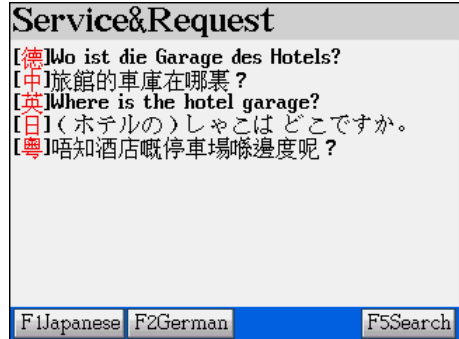 Service&Request
[德]Wo ist die Garage des Hotels?
[中]旅館的車庫在哪裏？
[英]Where is the hotel garage?
[日]（ホテルの）しゃこは どこですか。
[粵]唔知酒店嘅停車場喺邊度呢？
F1Japanese F2German F5Search